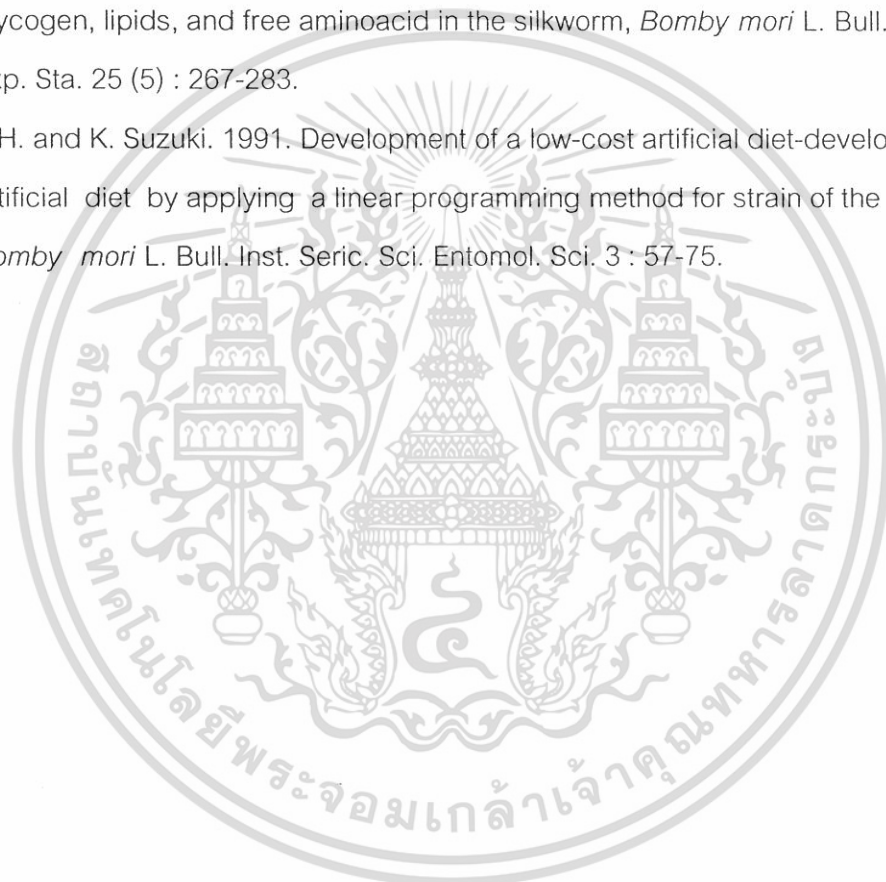 ycogen, lipids, and free aminoacid in the silkworm, Bomby mori L. Bull.
p. Sta. 25 (5) : 267-283.
H. and K. Suzuki. 1991. Development of a low-cost artificial diet-develo
tificial diet by applying a linear programming method for strain of the
omby mori L. Bull. Inst. Seric. Sci. Entomol. Sci. 3 : 57-75.
สถาบันเทคโนโลยีพระจอมเกล้าเจ้าคุณทหารลาดกระบัง
๔